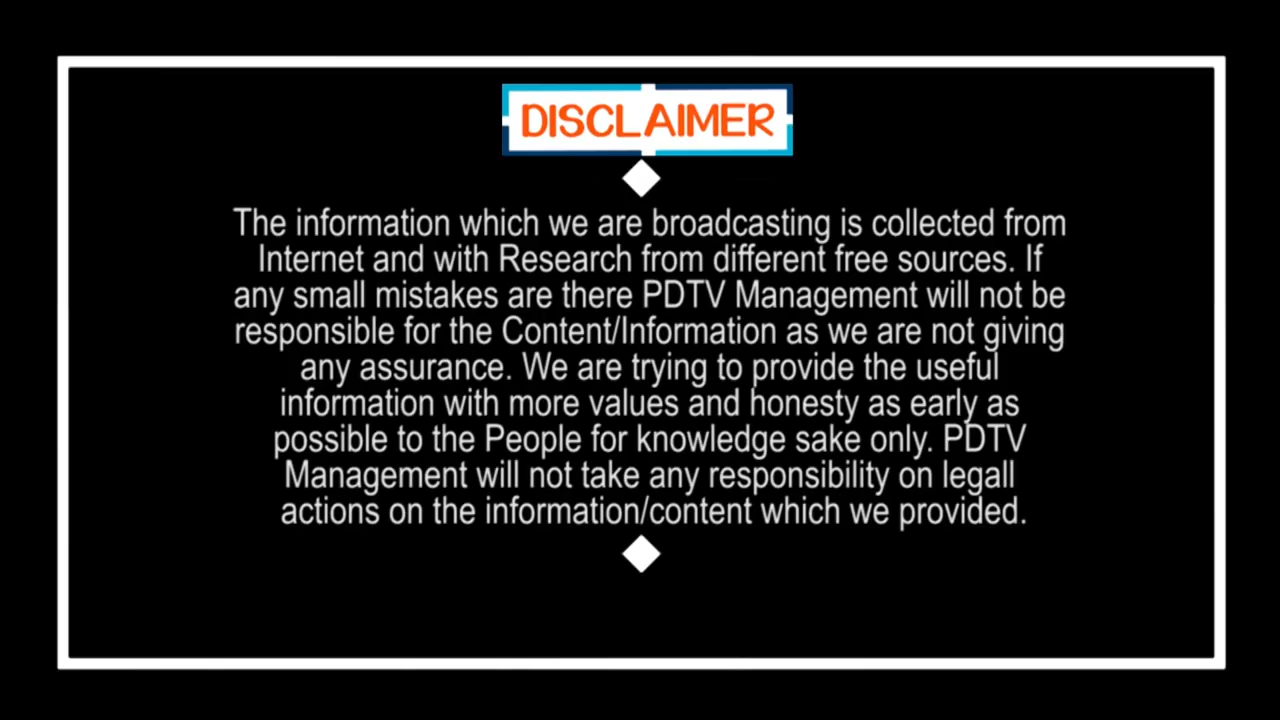 DISCLAIMER
The information which we are broadcasting is collected from
Internet and with Research from different free sources. If
any small mistakes are there PDTV Management will not be
responsible for the Content/Information as we are not giving
any assurance. We are trying to provide the useful
information with more values and honesty as early as
possible to the People for knowledge sake only. PDTV
Management will not take any responsibility on legall
actions on the information/content which we provided.